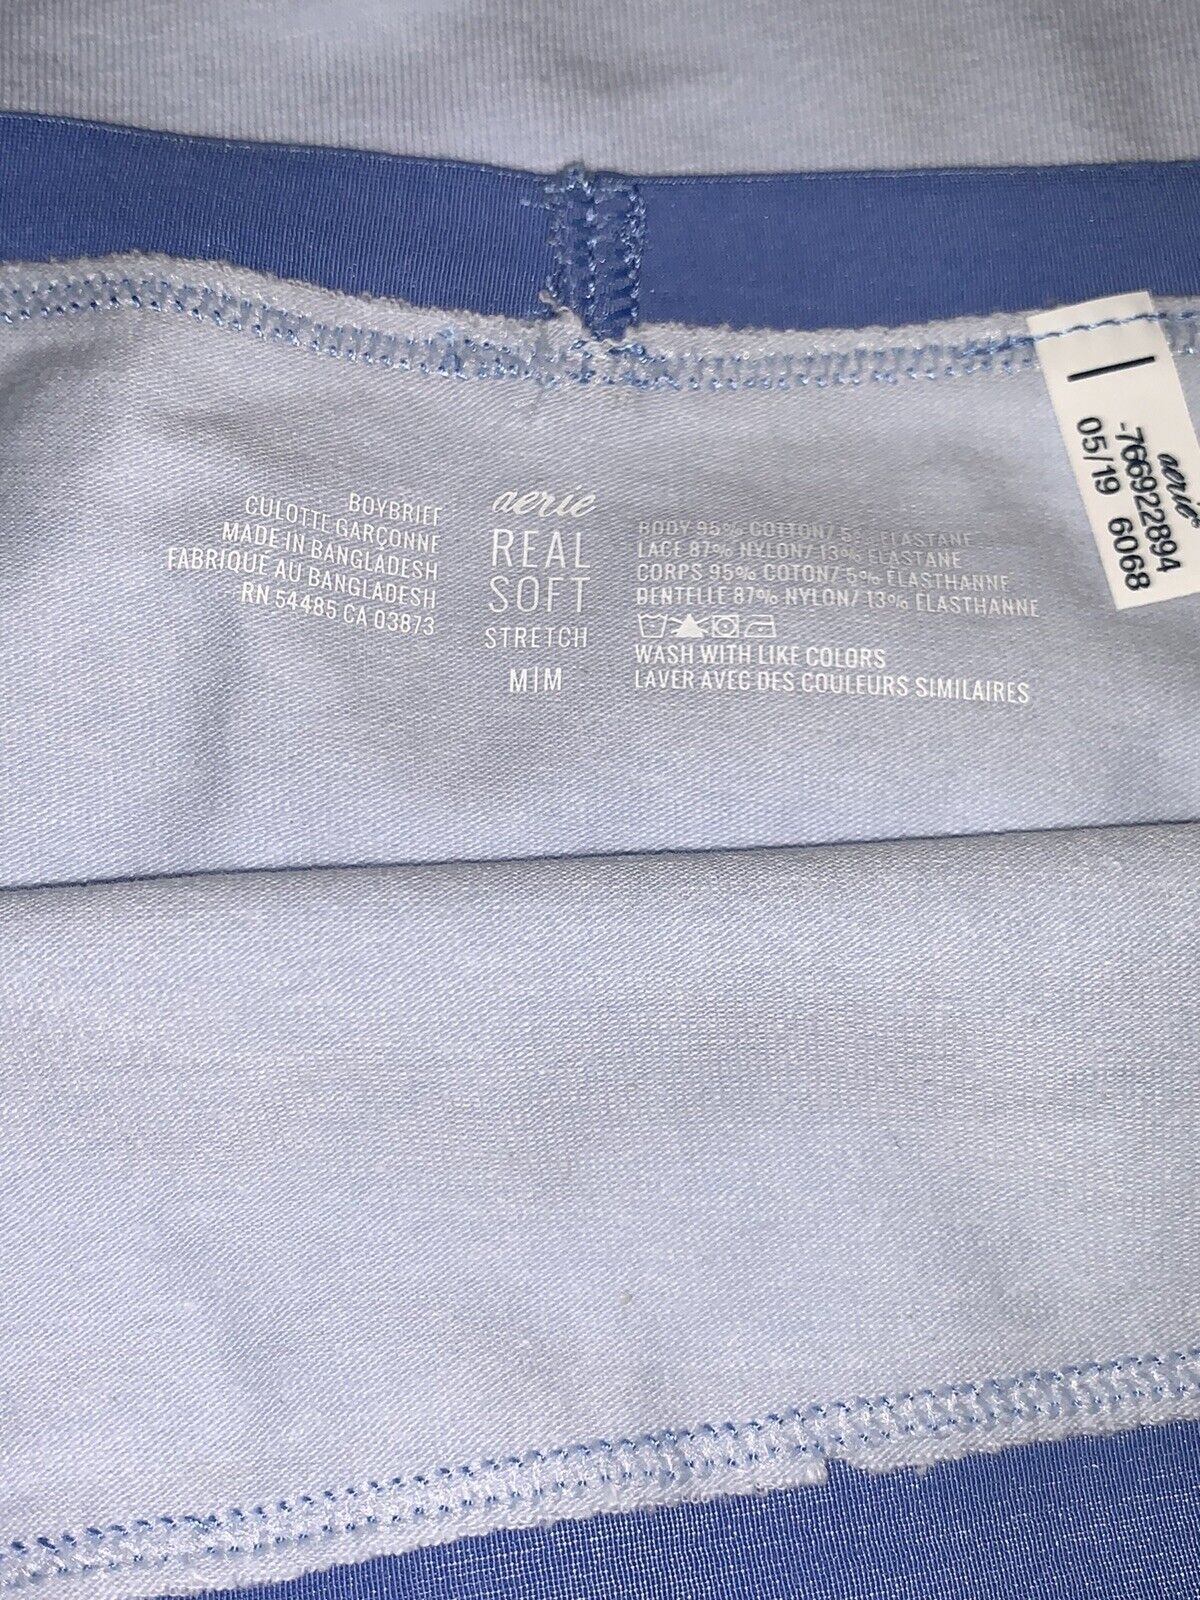 BOYBRIEF
CULOTTE GARÇONNE
MADE IN BANGLADESH
FABRIQUE AU BANGLADESH
RN 54485 CA 03873
aerie
REAL
SOFT
STRETCH
M|M
BODY 95% COTTON/ 5% ELASTANE
LACE 87% NYLON/ 13% ELASTANE
CORPS 95% COTON/ 5% ÉLASTHANNE
DENTELLE 87% NYLON/ 13% ÉLASTHANNE
WASH WITH LIKE COLORS
LAVER AVEC DES COULEURS SIMILAIRES
aerie
-766922894
05/19 6068